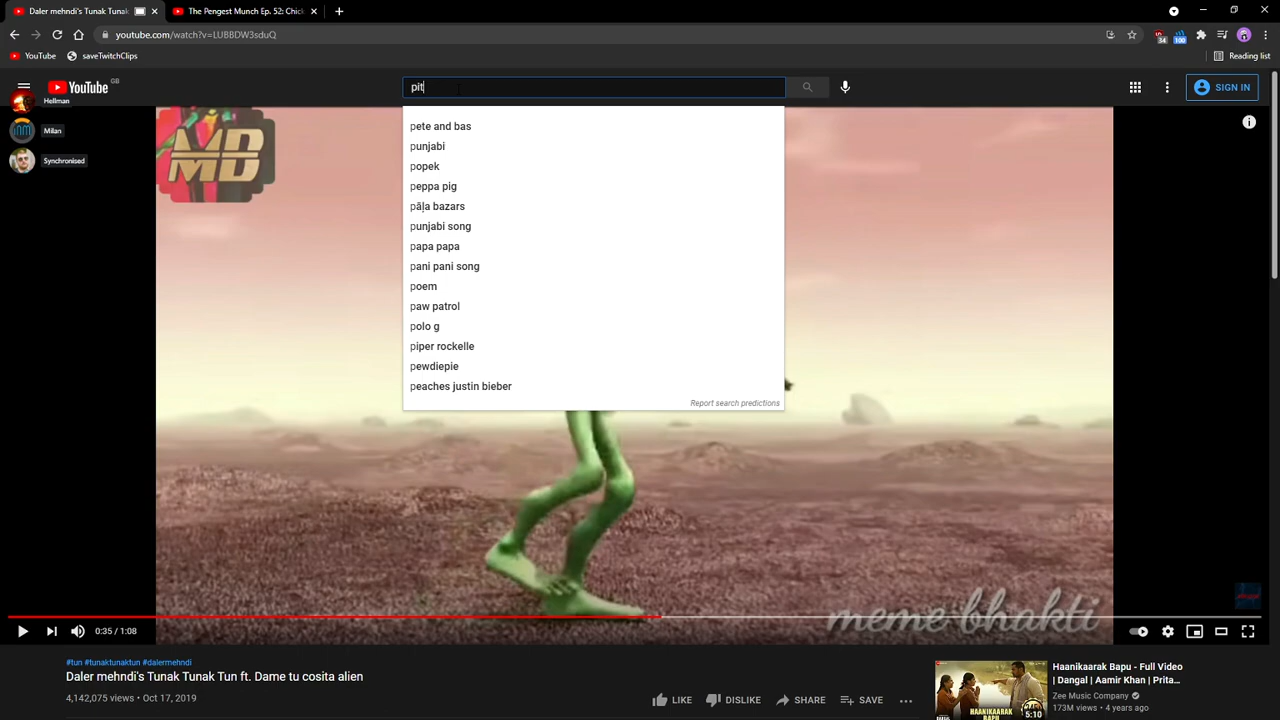 Daler mehndi's Tunak Tunak
The Pengest Munch Ep. 52: Chick
youtube.com/watch?v=LUBBDW3sduQ
34
100
YouTube
saveTwitchClips
Reading list
YouTube
GB
pit
SIGN IN
Hellman
Milan
Synchronised
MD
pete and bas
punjabi
popek
peppa pig
pāļa bazars
punjabi song
papa papa
pani pani song
poem
paw patrol
polo g
piper rockelle
pewdiepie
peaches justin bieber
Report search predictions
meme bhakti
0:35 / 1:08
#tun #tunaktunaktun #dalermehndi
Daler mehndi's Tunak Tunak Tun ft. Dame tu cosita alien
4,142,075 views • Oct 17, 2019
LIKE
DISLIKE
SHARE
SAVE
HAANIKAARAK
BAPU
5:10
Haanikaarak Bapu - Full Video
| Dangal | Aamir Khan | Prita...
Zee Music Company
173M views • 4 years ago